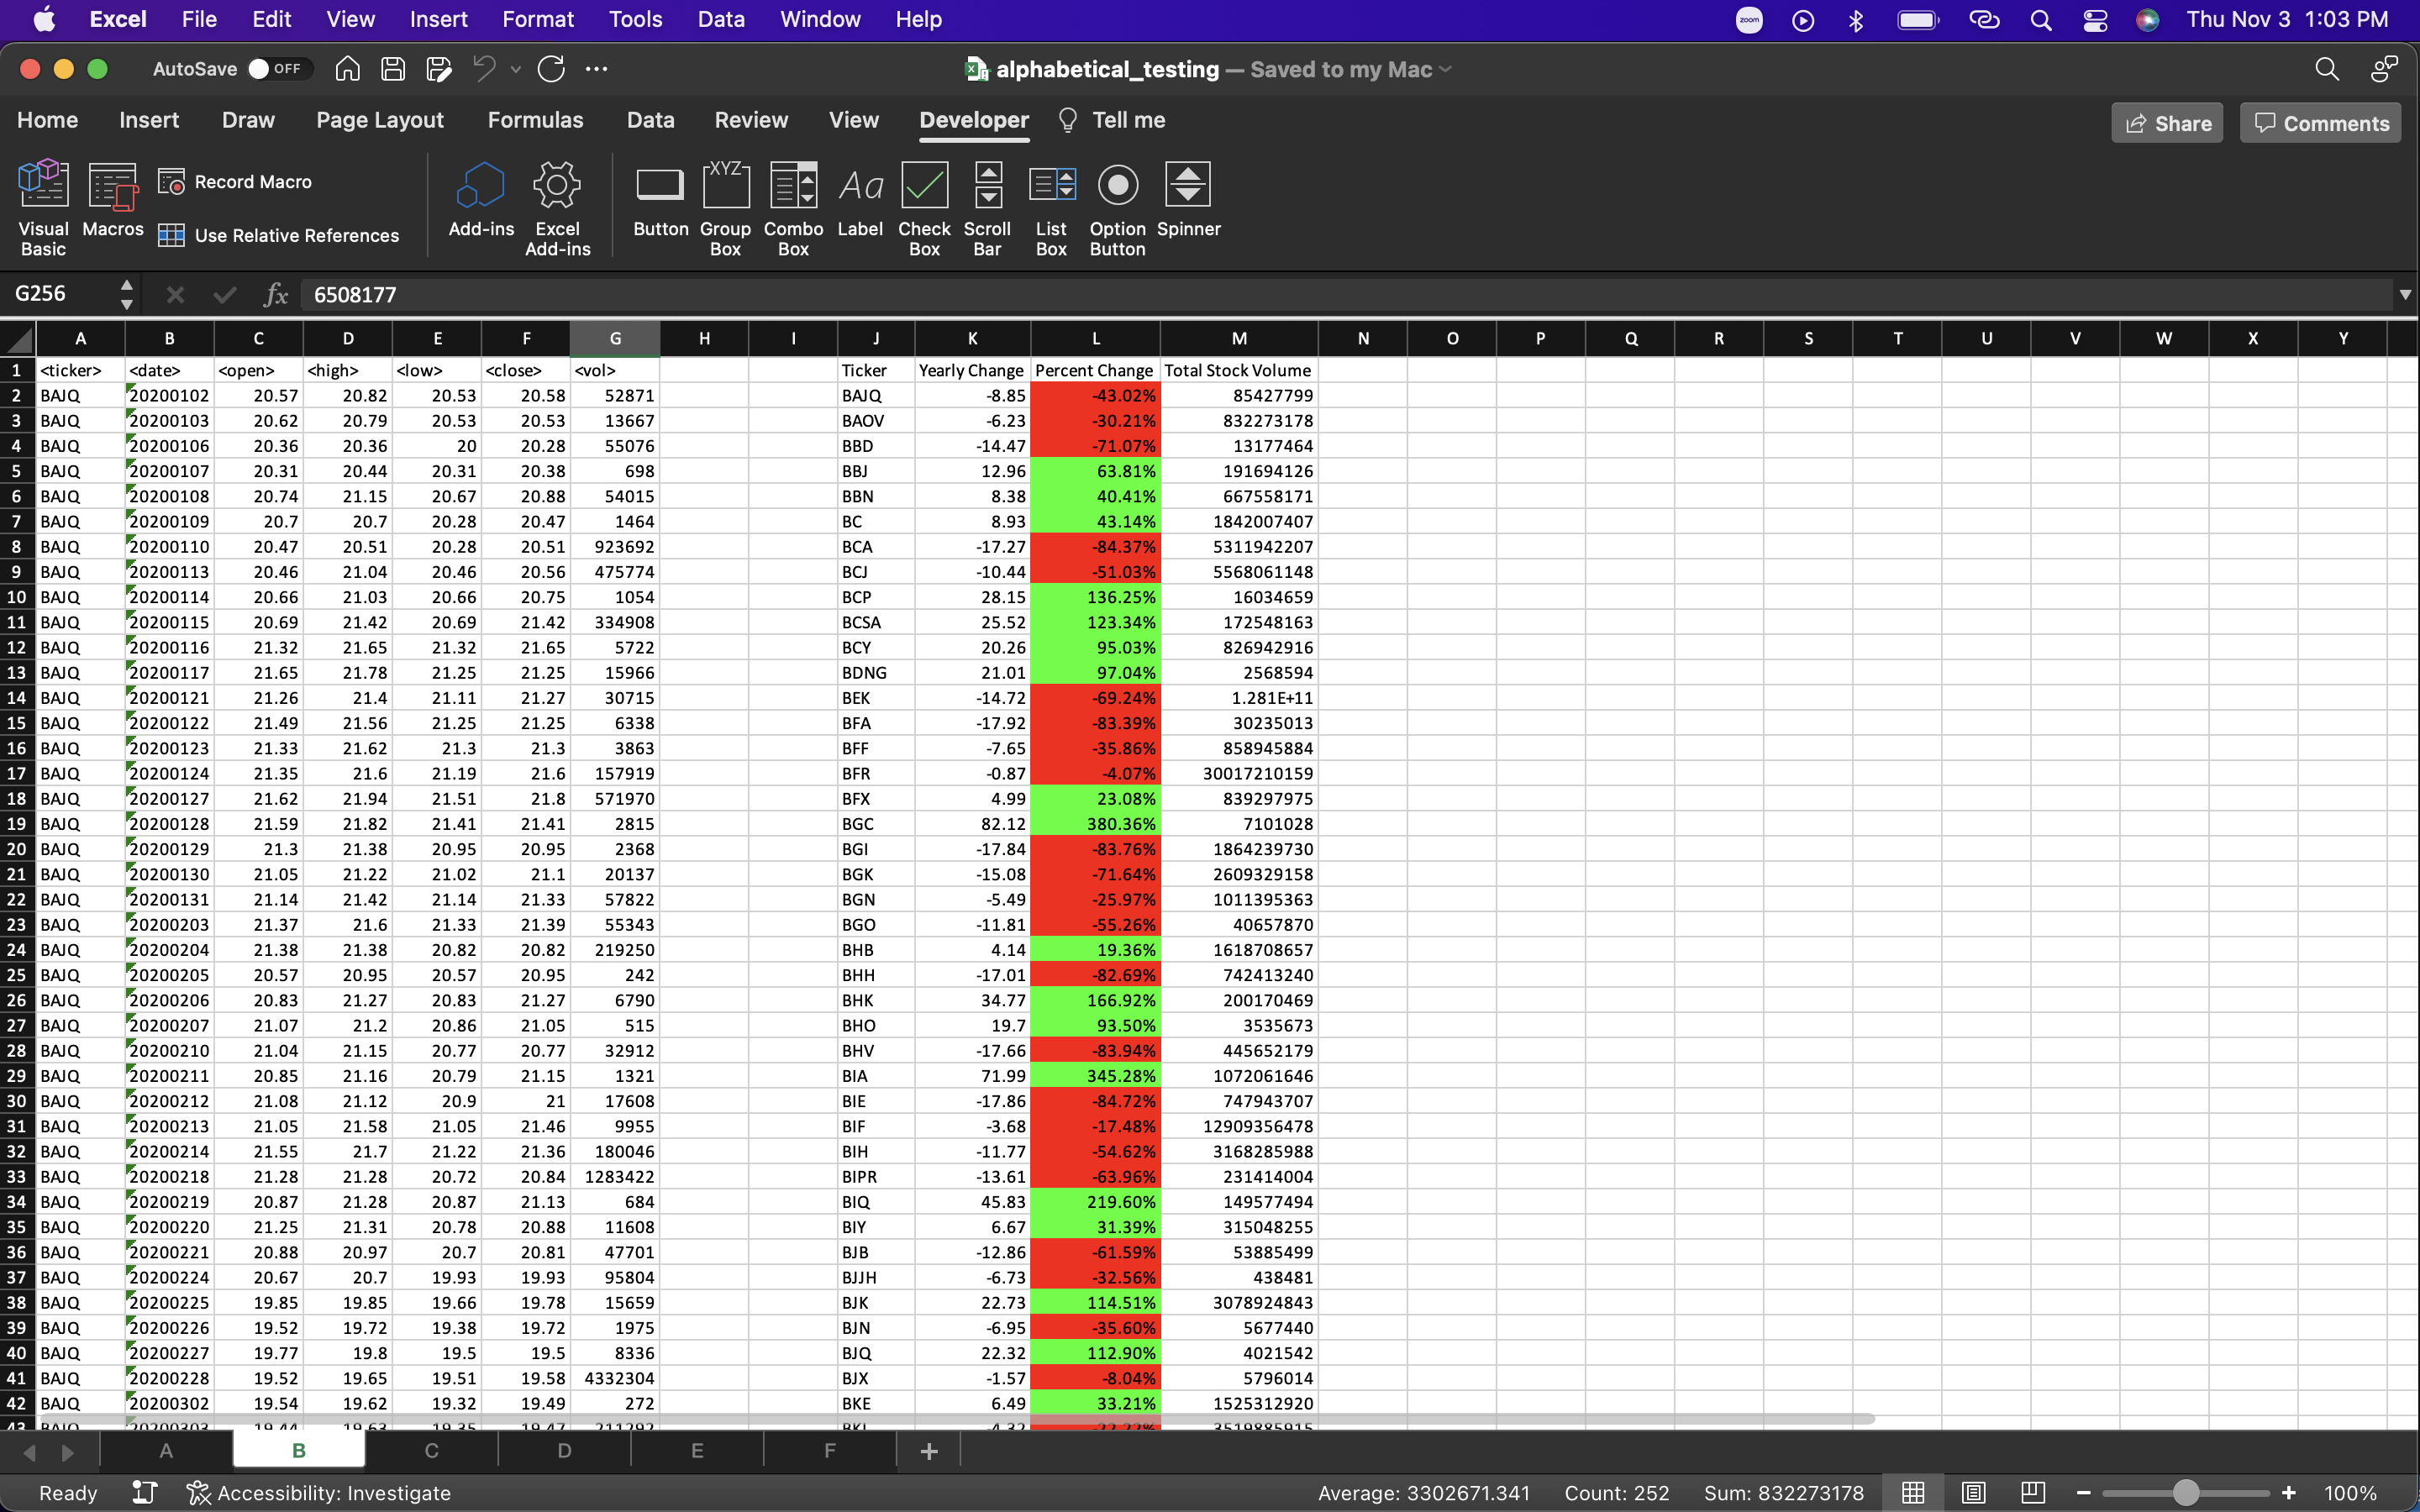 Excel File Edit View Insert Format Tools Data Window Help zoom Thu Nov 3 1:03 PM
AutoSave OFF alphabetical_testing — Saved to my Mac
Home Insert Draw Page Layout Formulas Data Review View Developer Tell me Share Comments
Visual Basic Macros Record Macro Use Relative References Add-ins Excel Add-ins Button XYZ Group Box Combo Box Aa Label Check Box Scroll Bar List Box Option Button Spinner
G256 fx 6508177
A B C D E F G H I J K L M N O P Q R S T U V W X Y
1 <ticker> <date> <open> <high> <low> <close> <vol> Ticker Yearly Change Percent Change Total Stock Volume
2 BAJQ 20200102 20.57 20.82 20.53 20.58 52871 BAJQ -8.85 -43.02% 85427799
3 BAJQ 20200103 20.62 20.79 20.53 20.53 13667 BAOV -6.23 -30.21% 832273178
4 BAJQ 20200106 20.36 20.36 20 20.28 55076 BBD -14.47 -71.07% 13177464
5 BAJQ 20200107 20.31 20.44 20.31 20.38 698 BBJ 12.96 63.81% 191694126
6 BAJQ 20200108 20.74 21.15 20.67 20.88 54015 BBN 8.38 40.41% 667558171
7 BAJQ 20200109 20.7 20.7 20.28 20.47 1464 BC 8.93 43.14% 1842007407
8 BAJQ 20200110 20.47 20.51 20.28 20.51 923692 BCA -17.27 -84.37% 5311942207
9 BAJQ 20200113 20.46 21.04 20.46 20.56 475774 BCJ -10.44 -51.03% 5568061148
10 BAJQ 20200114 20.66 21.03 20.66 20.75 1054 BCP 28.15 136.25% 16034659
11 BAJQ 20200115 20.69 21.42 20.69 21.42 334908 BCSA 25.52 123.34% 172548163
12 BAJQ 20200116 21.32 21.65 21.32 21.65 5722 BCY 20.26 95.03% 826942916
13 BAJQ 20200117 21.65 21.78 21.25 21.25 15966 BDNG 21.01 97.04% 2568594
14 BAJQ 20200121 21.26 21.4 21.11 21.27 30715 BEK -14.72 -69.24% 1.281E+11
15 BAJQ 20200122 21.49 21.56 21.25 21.25 6338 BFA -17.92 -83.39% 30235013
16 BAJQ 20200123 21.33 21.62 21.3 21.3 3863 BFF -7.65 -35.86% 858945884
17 BAJQ 20200124 21.35 21.6 21.19 21.6 157919 BFR -0.87 -4.07% 30017210159
18 BAJQ 20200127 21.62 21.94 21.51 21.8 571970 BFX 4.99 23.08% 839297975
19 BAJQ 20200128 21.59 21.82 21.41 21.41 2815 BGC 82.12 380.36% 7101028
20 BAJQ 20200129 21.3 21.38 20.95 20.95 2368 BGI -17.84 -83.76% 1864239730
21 BAJQ 20200130 21.05 21.22 21.02 21.1 20137 BGK -15.08 -71.64% 2609329158
22 BAJQ 20200131 21.14 21.42 21.14 21.33 57822 BGN -5.49 -25.97% 1011395363
23 BAJQ 20200203 21.37 21.6 21.33 21.39 55343 BGO -11.81 -55.26% 40657870
24 BAJQ 20200204 21.38 21.38 20.82 20.82 219250 BHB 4.14 19.36% 1618708657
25 BAJQ 20200205 20.57 20.95 20.57 20.95 242 BHH -17.01 -82.69% 742413240
26 BAJQ 20200206 20.83 21.27 20.83 21.27 6790 BHK 34.77 166.92% 200170469
27 BAJQ 20200207 21.07 21.2 20.86 21.05 515 BHO 19.7 93.50% 3535673
28 BAJQ 20200210 21.04 21.15 20.77 20.77 32912 BHV -17.66 -83.94% 445652179
29 BAJQ 20200211 20.85 21.16 20.79 21.15 1321 BIA 71.99 345.28% 1072061646
30 BAJQ 20200212 21.08 21.12 20.9 21 17608 BIE -17.86 -84.72% 747943707
31 BAJQ 20200213 21.05 21.58 21.05 21.46 9955 BIF -3.68 -17.48% 12909356478
32 BAJQ 20200214 21.55 21.7 21.22 21.36 180046 BIH -11.77 -54.62% 3168285988
33 BAJQ 20200218 21.28 21.28 20.72 20.84 1283422 BIPR -13.61 -63.96% 231414004
34 BAJQ 20200219 20.87 21.28 20.87 21.13 684 BIQ 45.83 219.60% 149577494
35 BAJQ 20200220 21.25 21.31 20.78 20.88 11608 BIY 6.67 31.39% 315048255
36 BAJQ 20200221 20.88 20.97 20.7 20.81 47701 BJB -12.86 -61.59% 53885499
37 BAJQ 20200224 20.67 20.7 19.93 19.93 95804 BJJH -6.73 -32.56% 438481
38 BAJQ 20200225 19.85 19.85 19.66 19.78 15659 BJK 22.73 114.51% 3078924843
39 BAJQ 20200226 19.52 19.72 19.38 19.72 1975 BJN -6.95 -35.60% 5677440
40 BAJQ 20200227 19.77 19.8 19.5 19.5 8336 BJQ 22.32 112.90% 4021542
41 BAJQ 20200228 19.52 19.65 19.51 19.58 4332304 BJX -1.57 -8.04% 5796014
42 BAJQ 20200302 19.54 19.62 19.32 19.49 272 BKE 6.49 33.21% 1525312920
43 BAJQ 20200303 19.44 19.63 19.35 19.47
A B C D E F +
Ready Accessibility: Investigate Average: 3302671.341 Count: 252 Sum: 832273178 100%